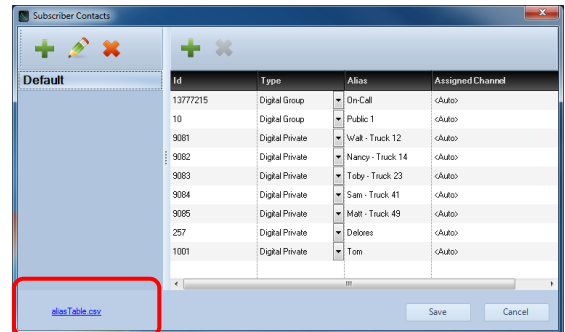 Subscriber Contacts
Default
Id Type Alias Assigned Channel
13777215 Digital Group On-Call <Auto>
10 Digital Group Public 1 <Auto>
9081 Digital Private Walt - Truck 12 <Auto>
9082 Digital Private Nancy - Truck 14 <Auto>
9083 Digital Private Toby - Truck 23 <Auto>
9084 Digital Private Sam - Truck 41 <Auto>
9085 Digital Private Matt - Truck 49 <Auto>
257 Digital Private Delores <Auto>
1001 Digital Private Tom <Auto>
aliasTable.csv Save Cancel